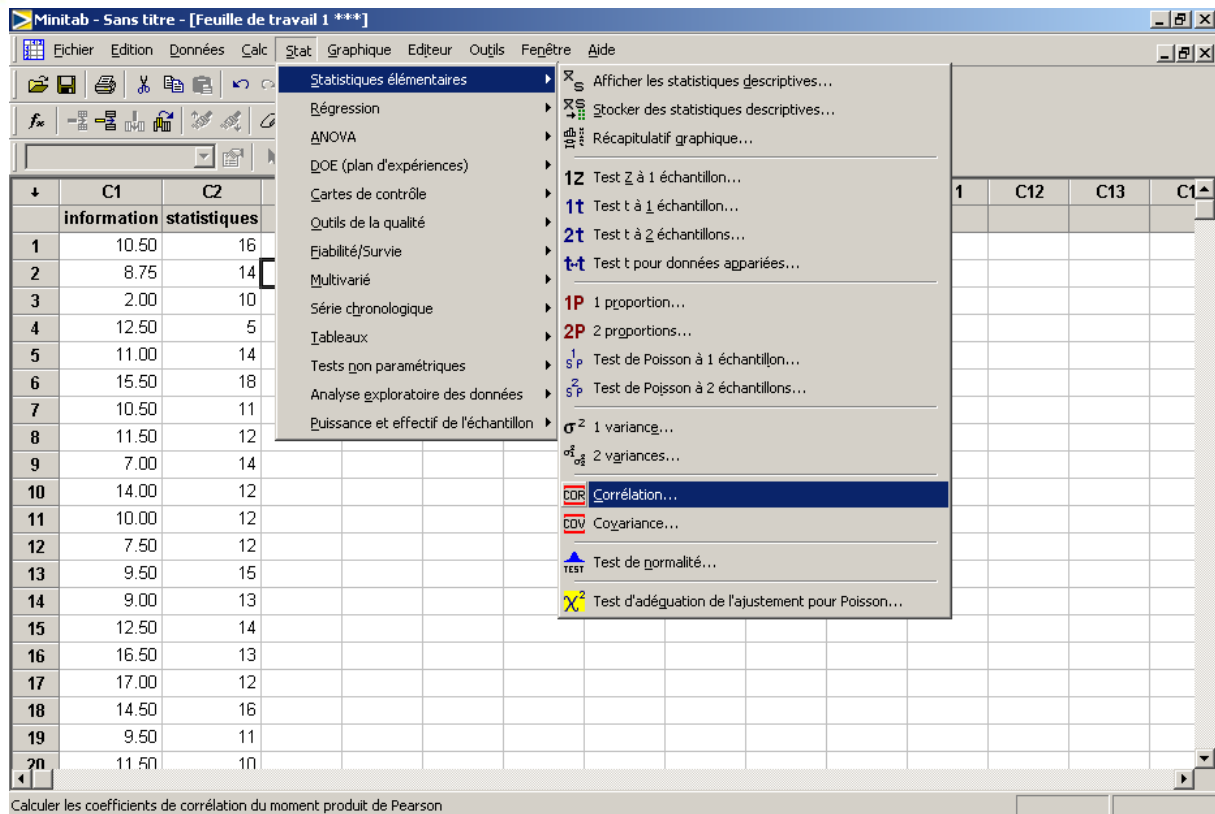 Minitab - Sans titre - [Feuille de travail 1 ***]
Fichier Edition Données Calc Stat Graphique Editeur Outils Fenêtre Aide
Statistiques élémentaires
Régression
ANOVA
DOE (plan d'expériences)
Cartes de contrôle
Outils de la qualité
Fiabilité/Survie
Multivarié
Série chronologique
Tableaux
Tests non paramétriques
Analyse exploratoire des données
Puissance et effectif de l'échantillon
Afficher les statistiques descriptives...
Stocker des statistiques descriptives...
Récapitulatif graphique...
1Z Test Z à 1 échantillon...
1t Test t à 1 échantillon...
2t Test t à 2 échantillons...
t-t Test t pour données appariées...
1P 1 proportion...
2P 2 proportions...
Test de Poisson à 1 échantillon...
Test de Poisson à 2 échantillons...
σ² 1 variance...
2 variances...
COR Corrélation...
COV Covariance...
TEST Test de normalité...
χ² Test d'adéquation de l'ajustement pour Poisson...
C1 C2 1 C12 C13 C1
information statistiques
1 10.50 16
2 8.75 14
3 2.00 10
4 12.50 5
5 11.00 14
6 15.50 18
7 10.50 11
8 11.50 12
9 7.00 14
10 14.00 12
11 10.00 12
12 7.50 12
13 9.50 15
14 9.00 13
15 12.50 14
16 16.50 13
17 17.00 12
18 14.50 16
19 9.50 11
20 11.50 10
Calculer les coefficients de corrélation du moment produit de Pearson